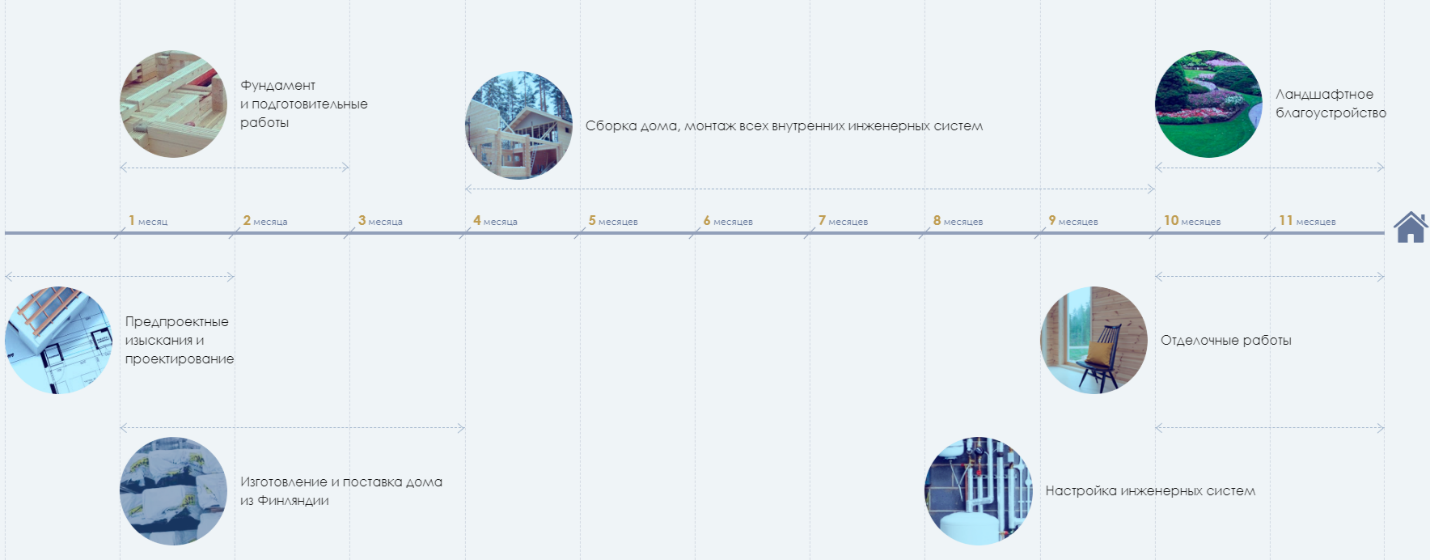 Фундамент
и подготовительные
работы
Сборка дома, монтаж всех внутренних инженерных систем
Ландшафтное
благоустройство
1 месяц
2 месяца
3 месяца
4 месяца
5 месяцев
6 месяцев
7 месяцев
8 месяцев
9 месяцев
10 месяцев
11 месяцев
Предпроектные
изыскания и
проектирование
Отделочные работы
Изготовление и поставка дома
из Финляндии
Настройка инженерных систем